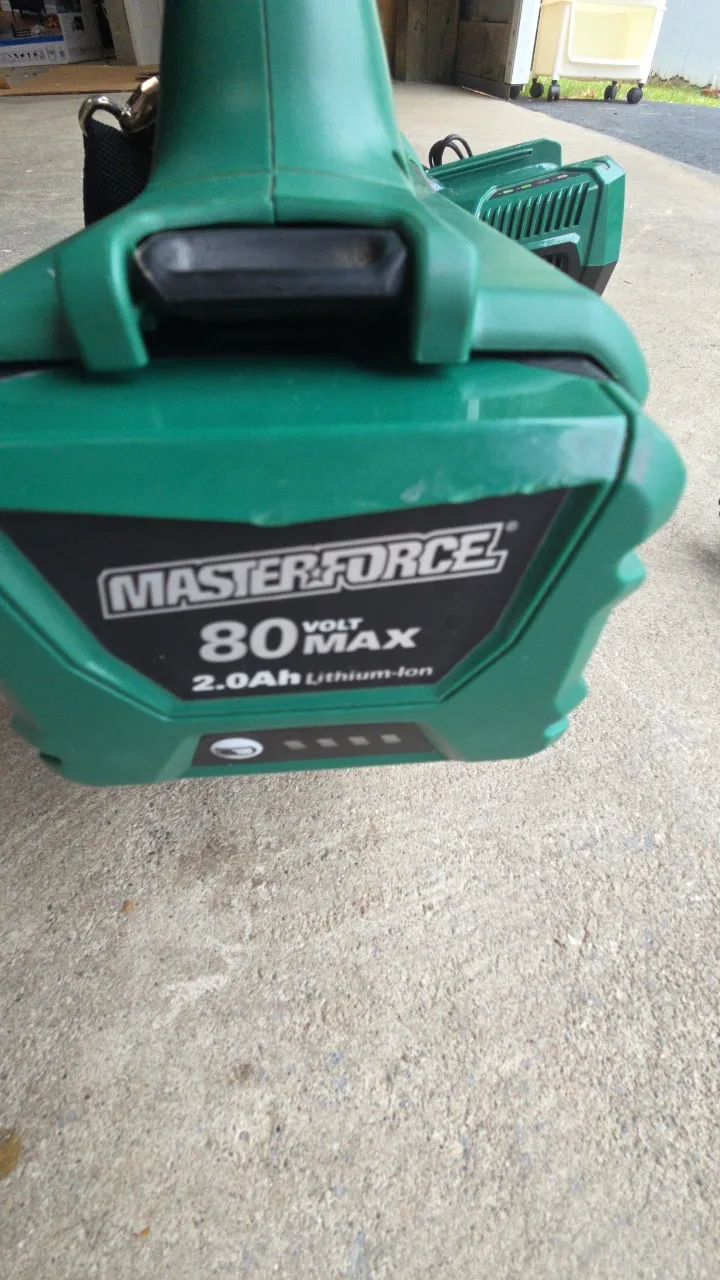 MASTERFORCE®
80 VOLT MAX
2.0Ah Lithium-Ion